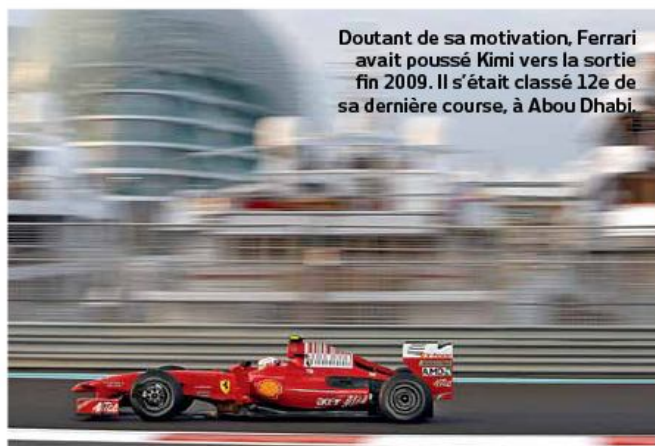 Doutant de sa motivation, Ferrari
avait poussé Kimi vers la sortie
fin 2009. Il s'était classé 12e de
sa dernière course, à Abou Dhabi.
AMD